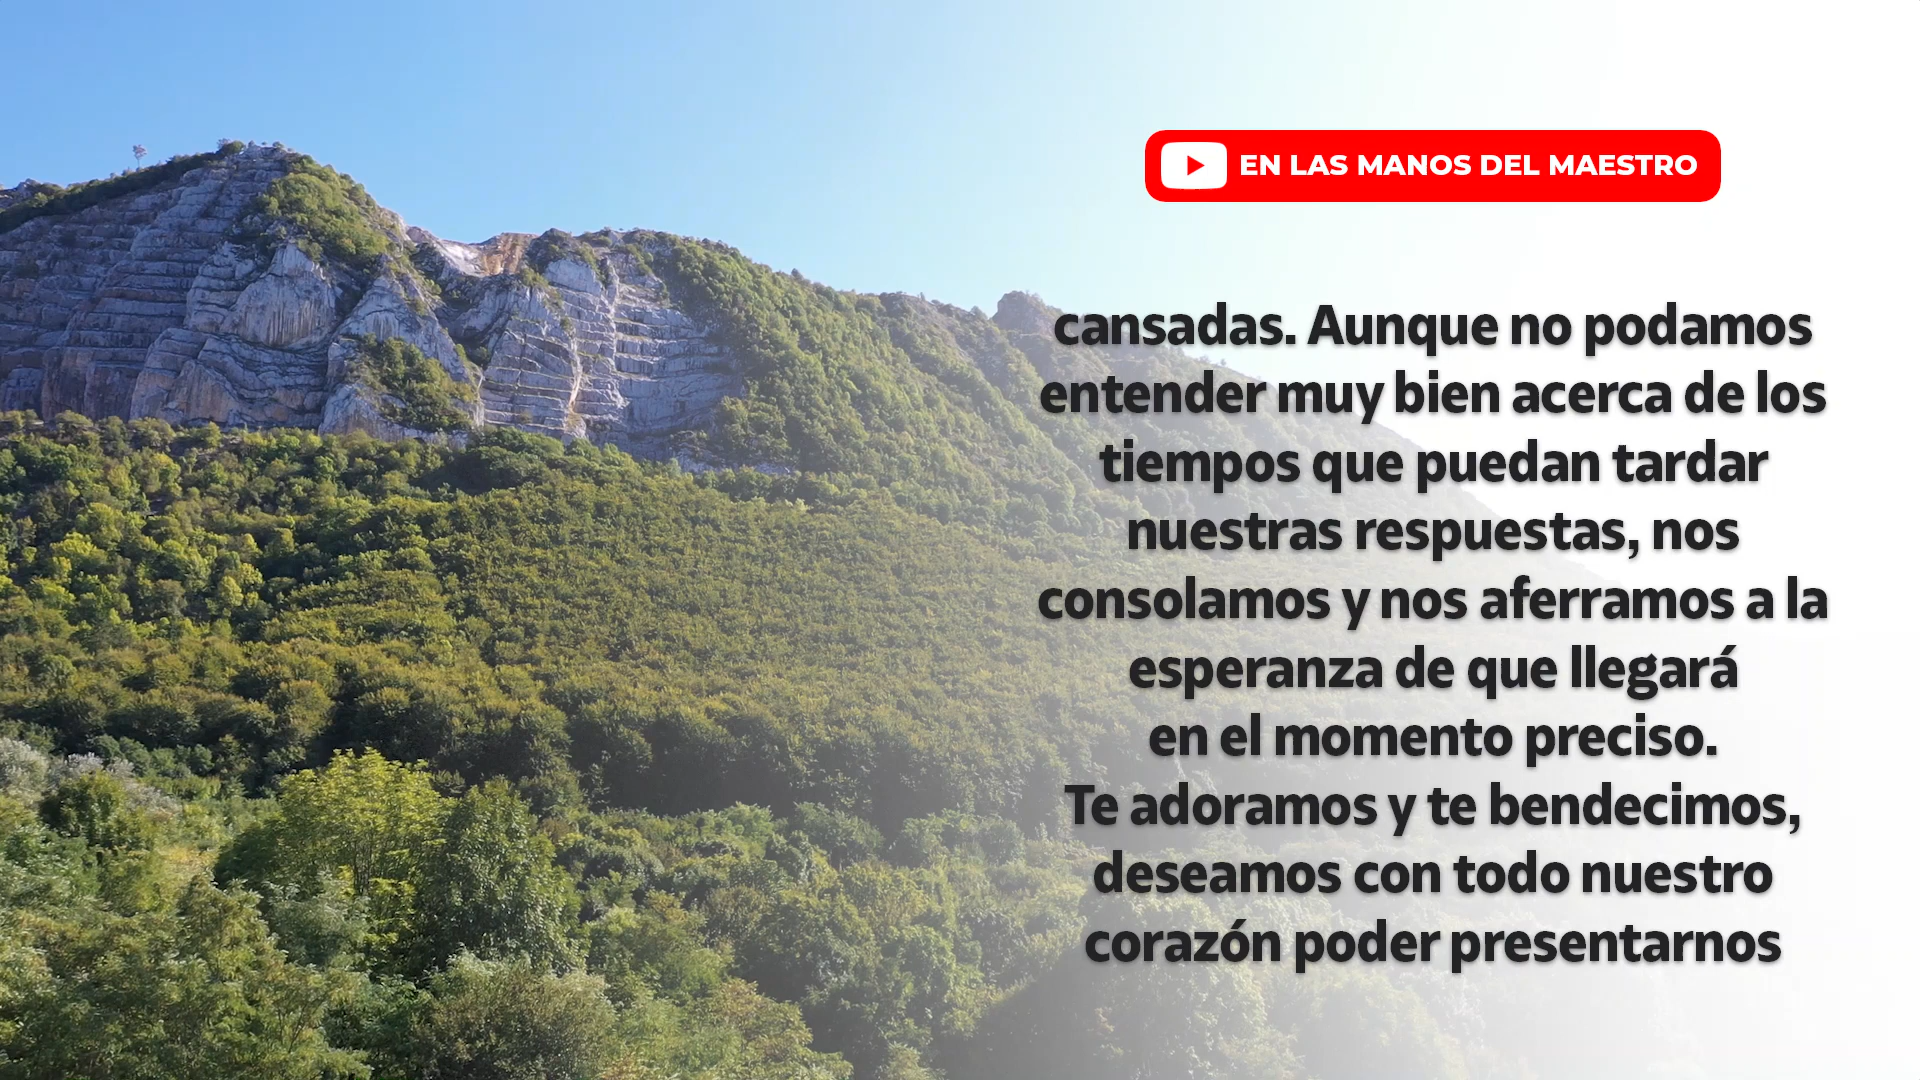 EN LAS MANOS DEL MAESTRO
cansadas. Aunque no podamos
entender muy bien acerca de los
tiempos que puedan tardar
nuestras respuestas, nos
consolamos y nos aferramos a la
esperanza de que llegará
en el momento preciso.
Te adoramos y te bendecimos,
deseamos con todo nuestro
corazón poder presentarnos